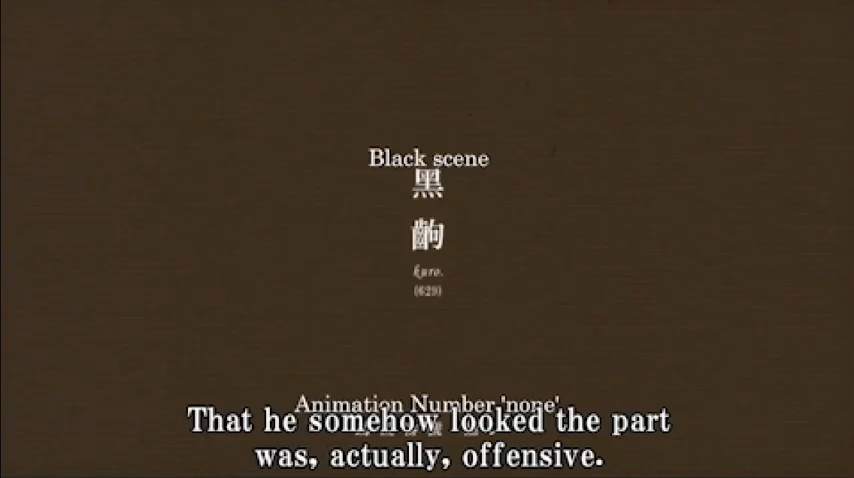 Black scene
黑
齣
kuro.
(629)
Animation Number 'none'
That he somehow looked the part
was, actually, offensive.